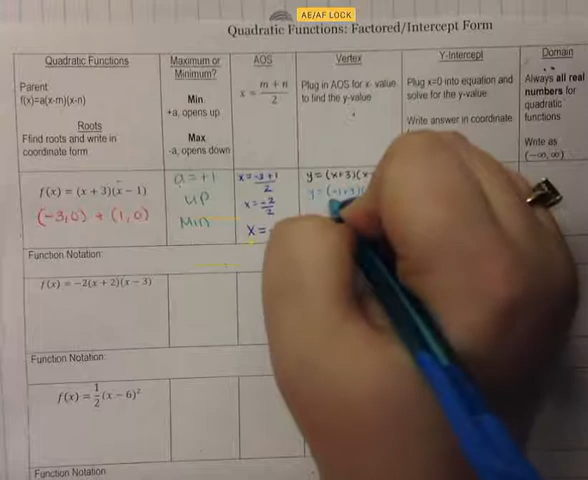 AE/AF LOCK
Quadratic Functions: Factored/Intercept Form
Quadratic Functions
Parent
f(x)=a(x-m)(x-n)
Roots
FFind roots and write in
coordinate form
Maximum or
Minimum?
Min
+a, opens up
Max
-a, opens down
AOS
x = m + n / 2
Vertex
Plug in AOS for x- value
to find the y-value
Y-Intercept
Plug x=0 into equation and
solve for the y-value
Write answer in coordinate
Domain
Always all real
numbers for
quadratic
functions
Write as
(−∞,∞)
f(x) = (x + 3)(x − 1)
(-3,0) + (1,0)
a = +1
UP
Min
x = -3+1 / 2
x = -2 / 2
X =
y = (x+3)(x-
y = (-1+3)(
Function Notation:
f(x) = −2(x + 2)(x − 3)
Function Notation:
f(x) = 1/2 (x − 6)²
Function Notation